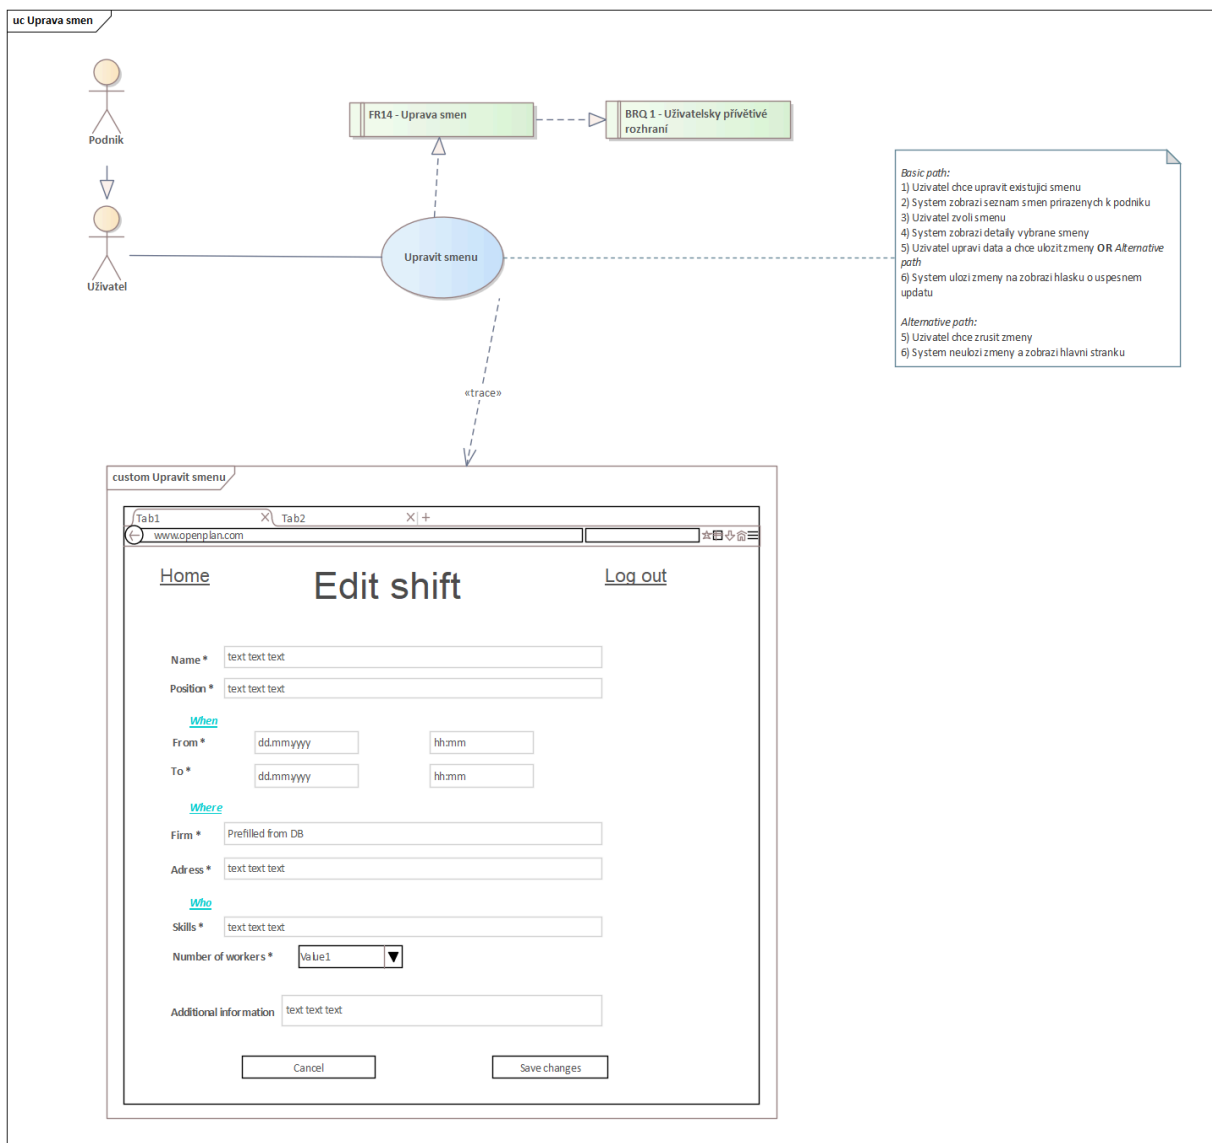 uc Uprava smen
Podnik
FR14 - Uprava smen
BRQ 1 - Uživatelsky přívětivé
rozhraní
Uživatel
Upravit smenu
Basic path:
1) Uzivatel chce upravit existujici smenu
2) System zobrazi seznam smen prirazenych k podniku
3) Uzivatel zvoli smenu
4) System zobrazi detaily vybrane smeny
5) Uzivatel upravi data a chce ulozit zmeny OR Alternative
path
6) System ulozi zmeny na zobrazi hlasku o uspesnem
updatu
Alternative path:
5) Uzivatel chce zrusit zmeny
6) System neulozi zmeny a zobrazi hlavni stranku
«trace»
custom Upravit smenu
Tab1 Tab2
www.openplan.com
Home Edit shift Log out
Name * text text text
Position * text text text
When
From * dd.mm.yyyy hh:mm
To * dd.mm.yyyy hh:mm
Where
Firm * Prefilled from DB
Adress * text text text
Who
Skills * text text text
Number of workers * Value1
Additional information text text text
Cancel Save changes